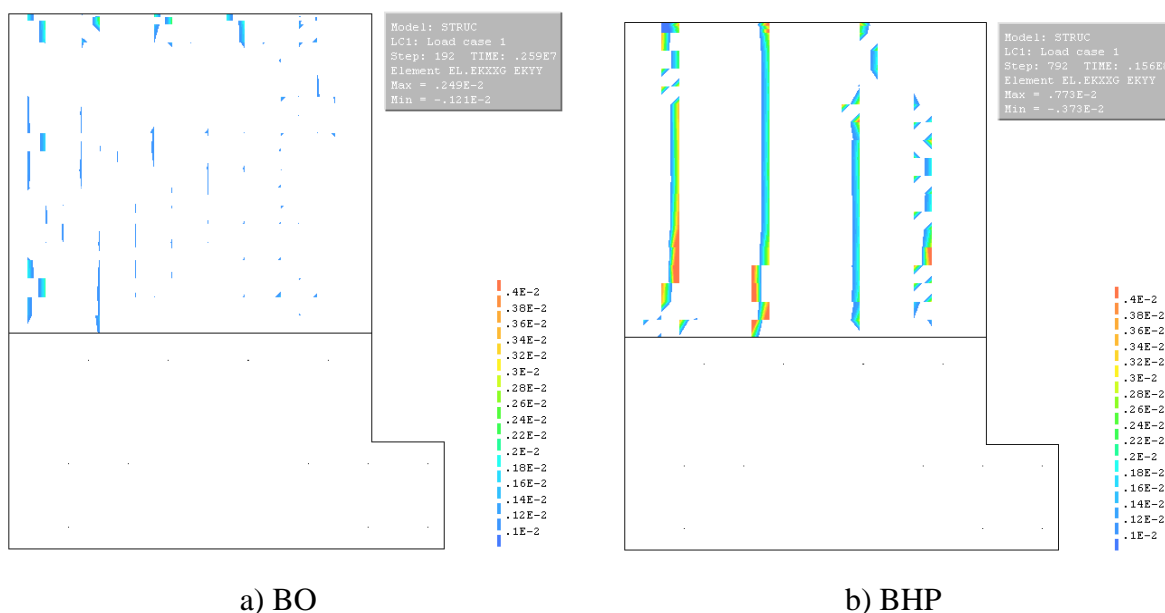 Model: STRUC
LC1: Load case 1
Step: 192 TIME: .259E7
Element EL.EKXXG EKYY
Max = .249E-2
Min = -.121E-2
.4E-2
.38E-2
.36E-2
.34E-2
.32E-2
.3E-2
.28E-2
.26E-2
.24E-2
.22E-2
.2E-2
.18E-2
.16E-2
.14E-2
.12E-2
.1E-2
a) BO
Model: STRUC
LC1: Load case 1
Step: 792 TIME: .156E
Element EL.EKXXG EKYY
Max = .773E-2
Min = -.373E-2
.4E-2
.38E-2
.36E-2
.34E-2
.32E-2
.3E-2
.28E-2
.26E-2
.24E-2
.22E-2
.2E-2
.18E-2
.16E-2
.14E-2
.12E-2
.1E-2
b) BHP